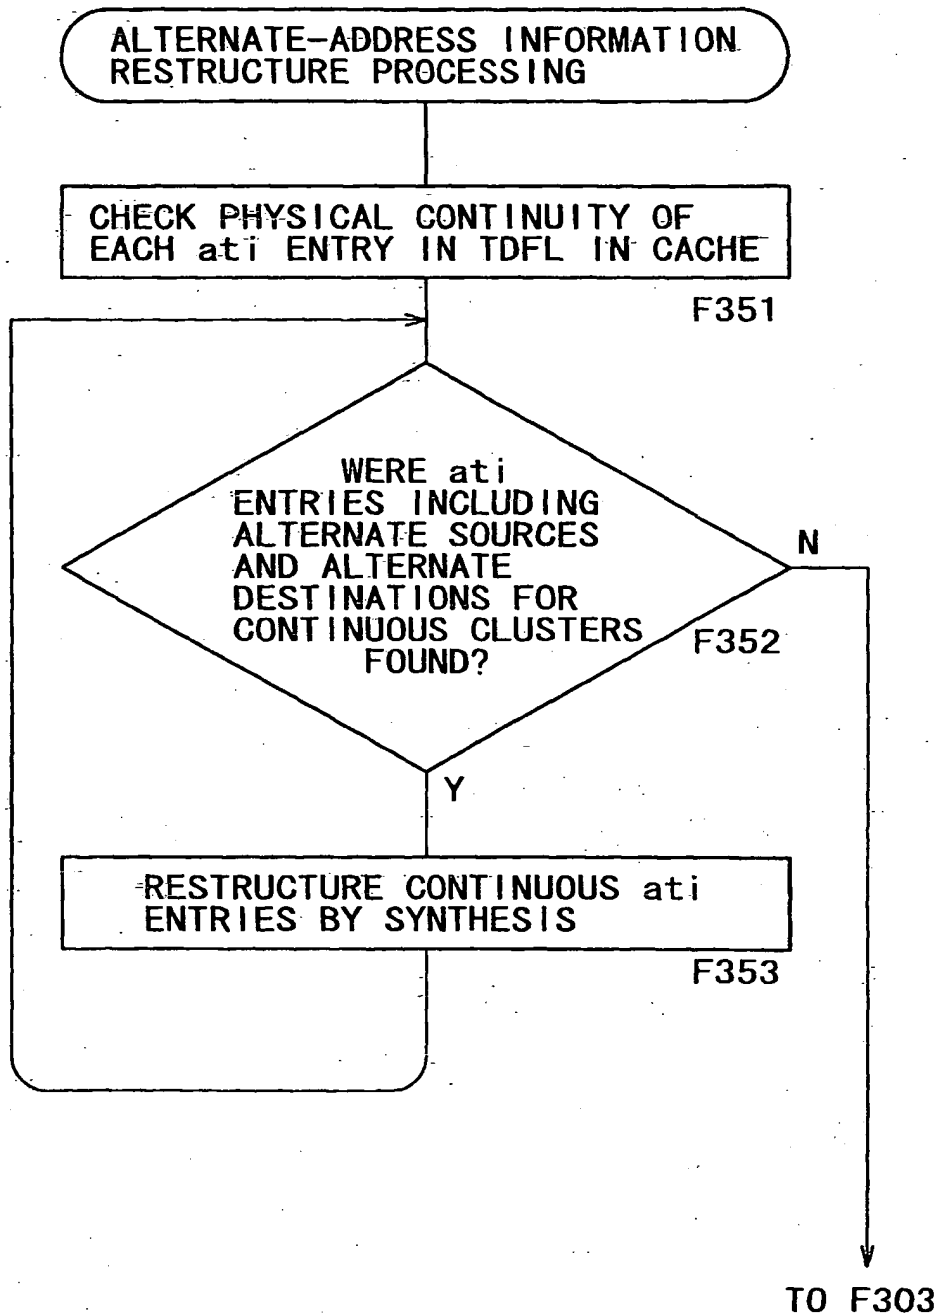 ALTERNATE-ADDRESS INFORMATION
RESTRUCTURE PROCESSING
CHECK PHYSICAL CONTINUITY OF
EACH ati ENTRY IN TDFL IN CACHE
F351
WERE ati
ENTRIES INCLUDING
ALTERNATE SOURCES
AND ALTERNATE
DESTINATIONS FOR
CONTINUOUS CLUSTERS
FOUND?
N
F352
Y
RESTRUCTURE CONTINUOUS ati
ENTRIES BY SYNTHESIS
F353
TO F303